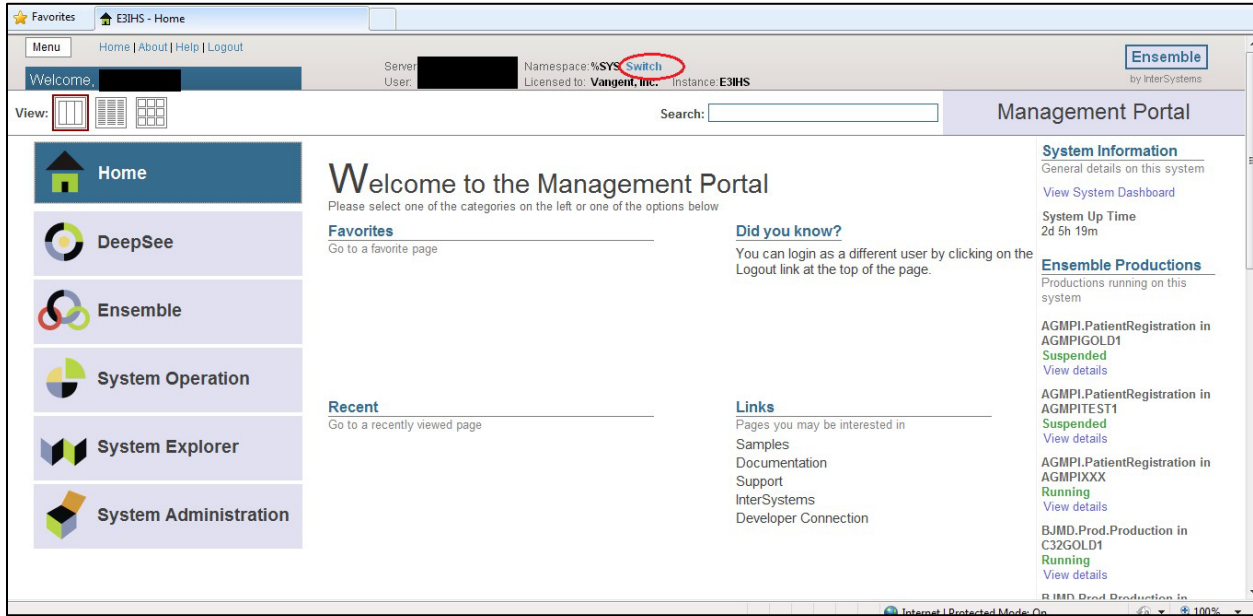 Favorites
E3IHS - Home
Menu
Home | About | Help | Logout
Server
Namespace: %SYS Switch
Welcome,
User:
Licensed to: Vangent, Inc. Instance: E3IHS
Ensemble
by InterSystems
View:
Search:
Management Portal
Home
DeepSee
Ensemble
System Operation
System Explorer
System Administration
Welcome to the Management Portal
Please select one of the categories on the left or one of the options below
Favorites
Go to a favorite page
Did you know?
You can login as a different user by clicking on the
Logout link at the top of the page.
Recent
Go to a recently viewed page
Links
Pages you may be interested in
Samples
Documentation
Support
InterSystems
Developer Connection
System Information
General details on this system
View System Dashboard
System Up Time
2d 5h 19m
Ensemble Productions
Productions running on this
system
AGMPI.PatientRegistration in
AGMPIGOLD1
Suspended
View details
AGMPI.PatientRegistration in
AGMPITEST1
Suspended
View details
AGMPI.PatientRegistration in
AGMPIXXX
Running
View details
BJMD.Prod.Production in
C32GOLD1
Running
View details
BJMD.Prod.Production in
Internet | Protected Mode: On
100%